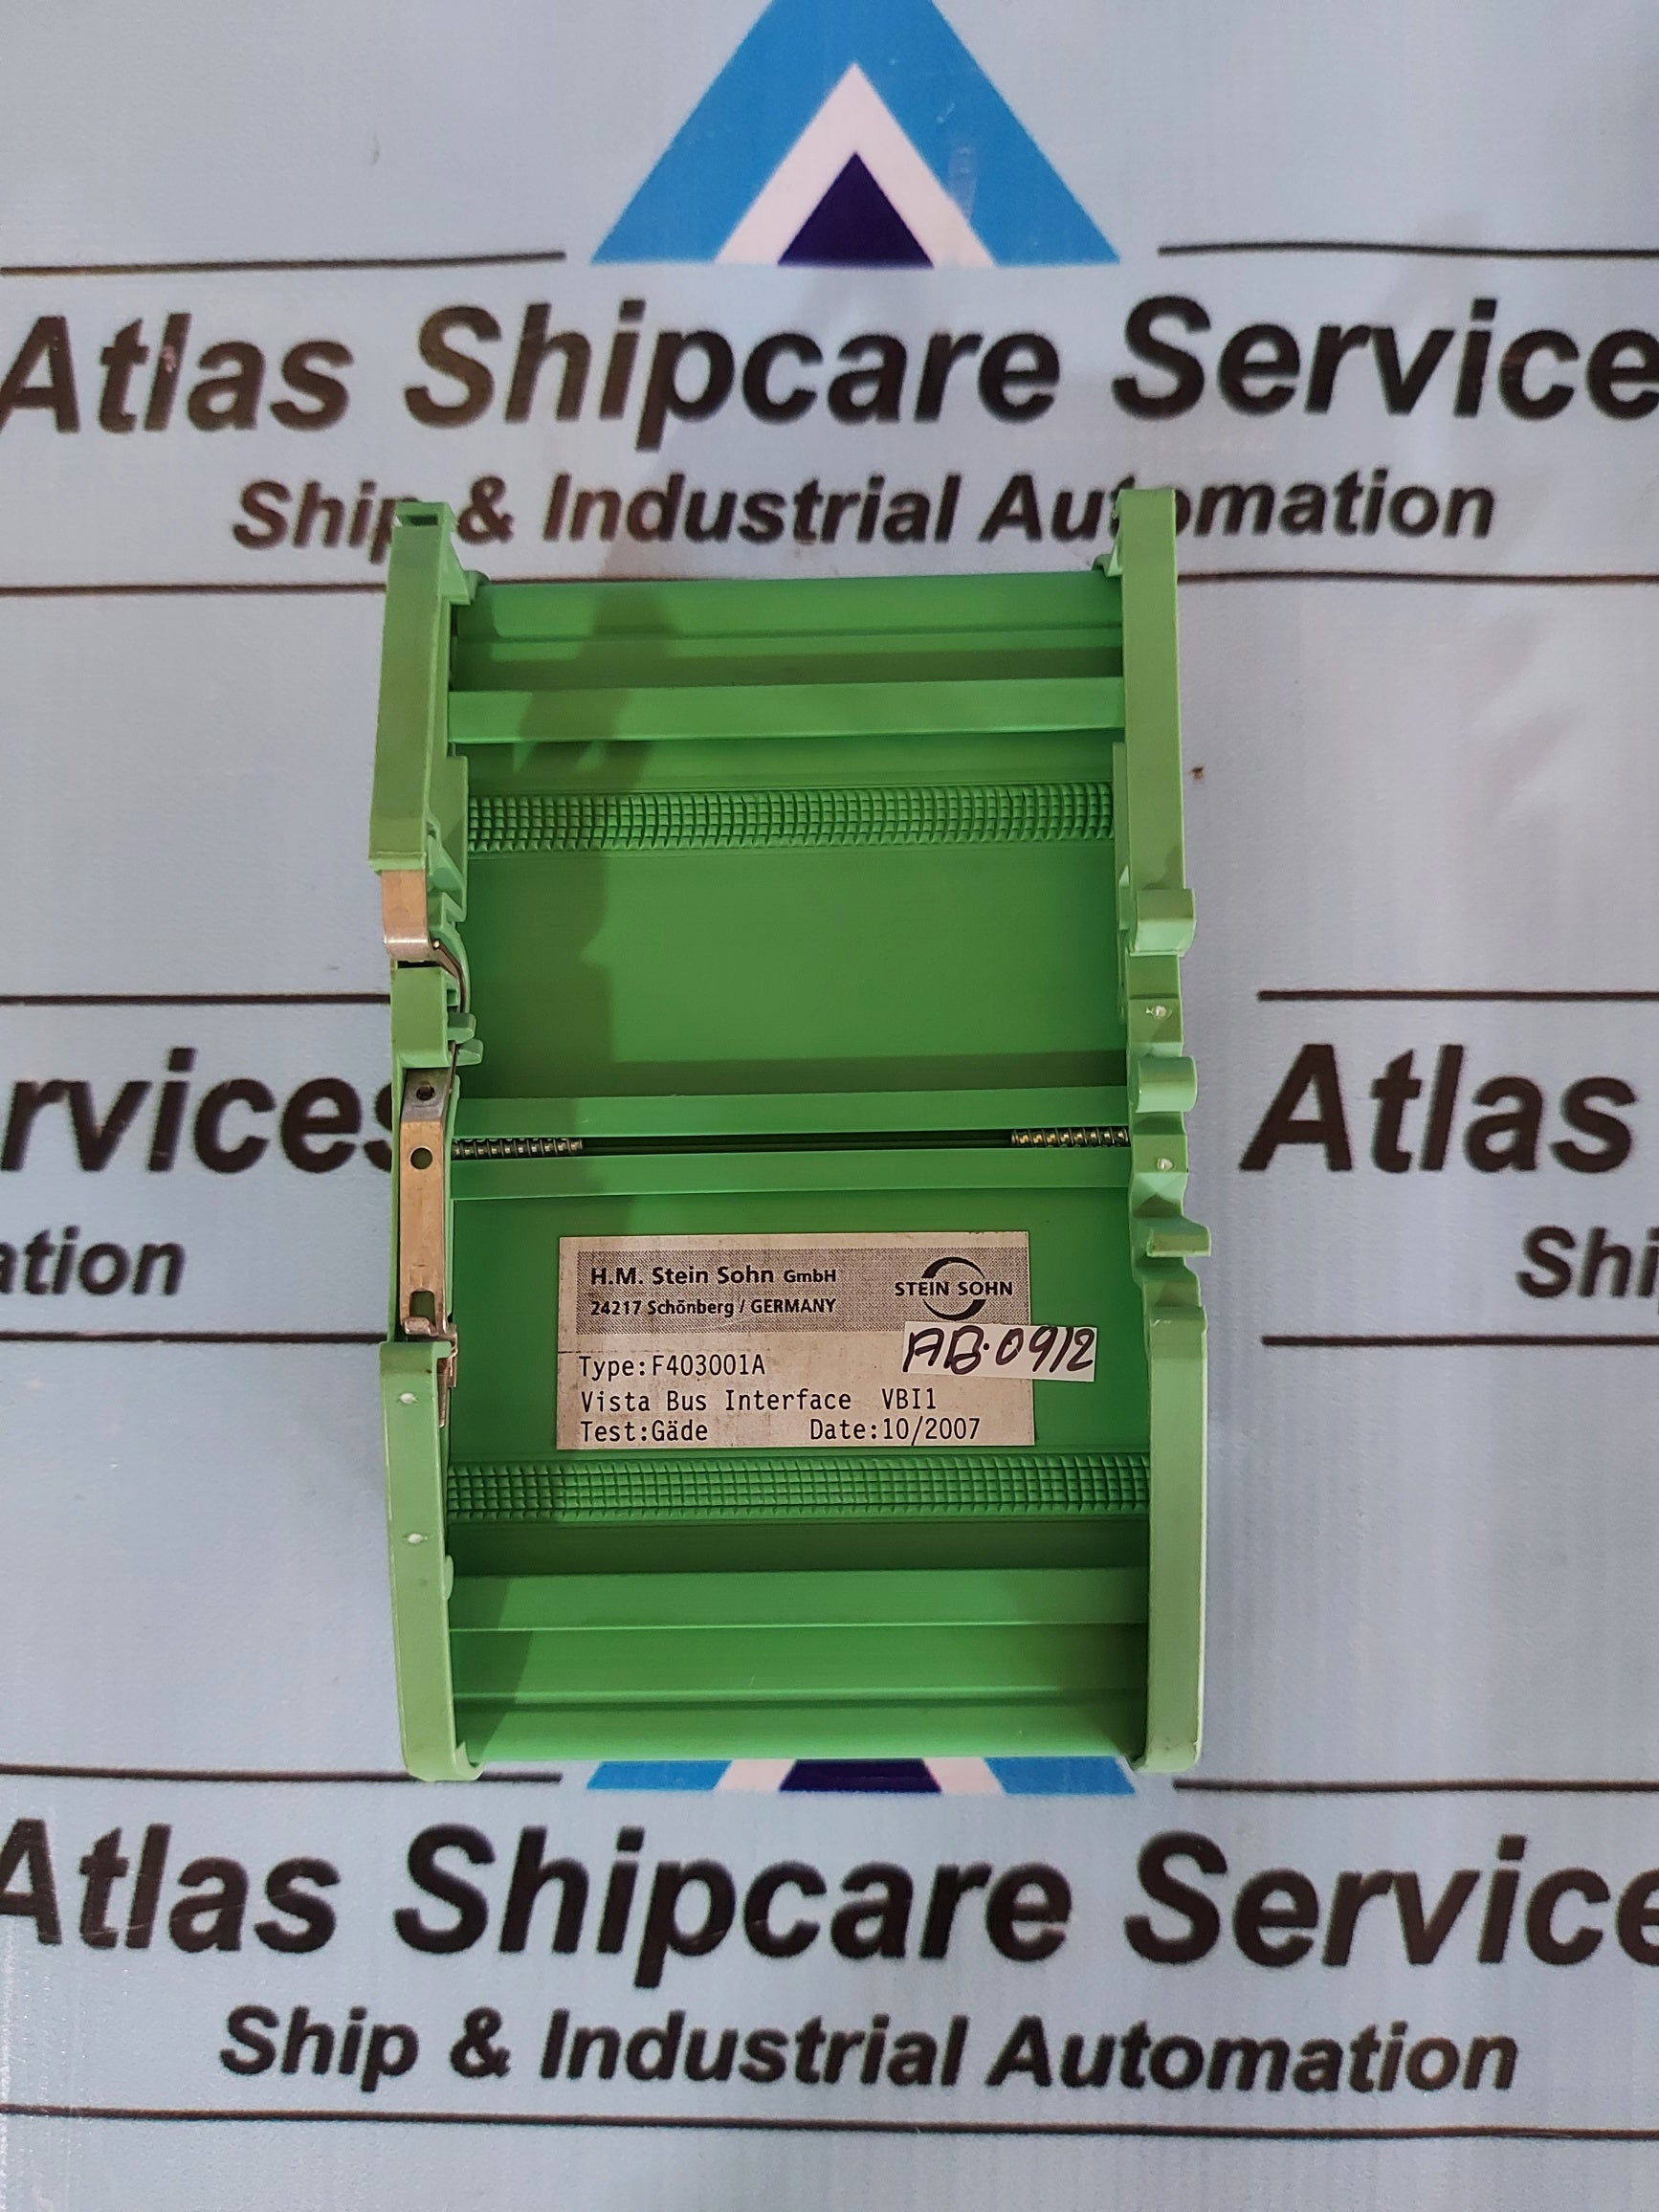 Atlas Shipcare Service
Ship & Industrial Automation
rvices
Atlas
ation
Shi
H.M. Stein Sohn GmbH
24217 Schönberg / GERMANY
STEIN SOHN
AB.0912
Type:F403001A
Vista Bus Interface VBI1
Test:Gäde Date:10/2007
Atlas Shipcare Service
Ship & Industrial Automation